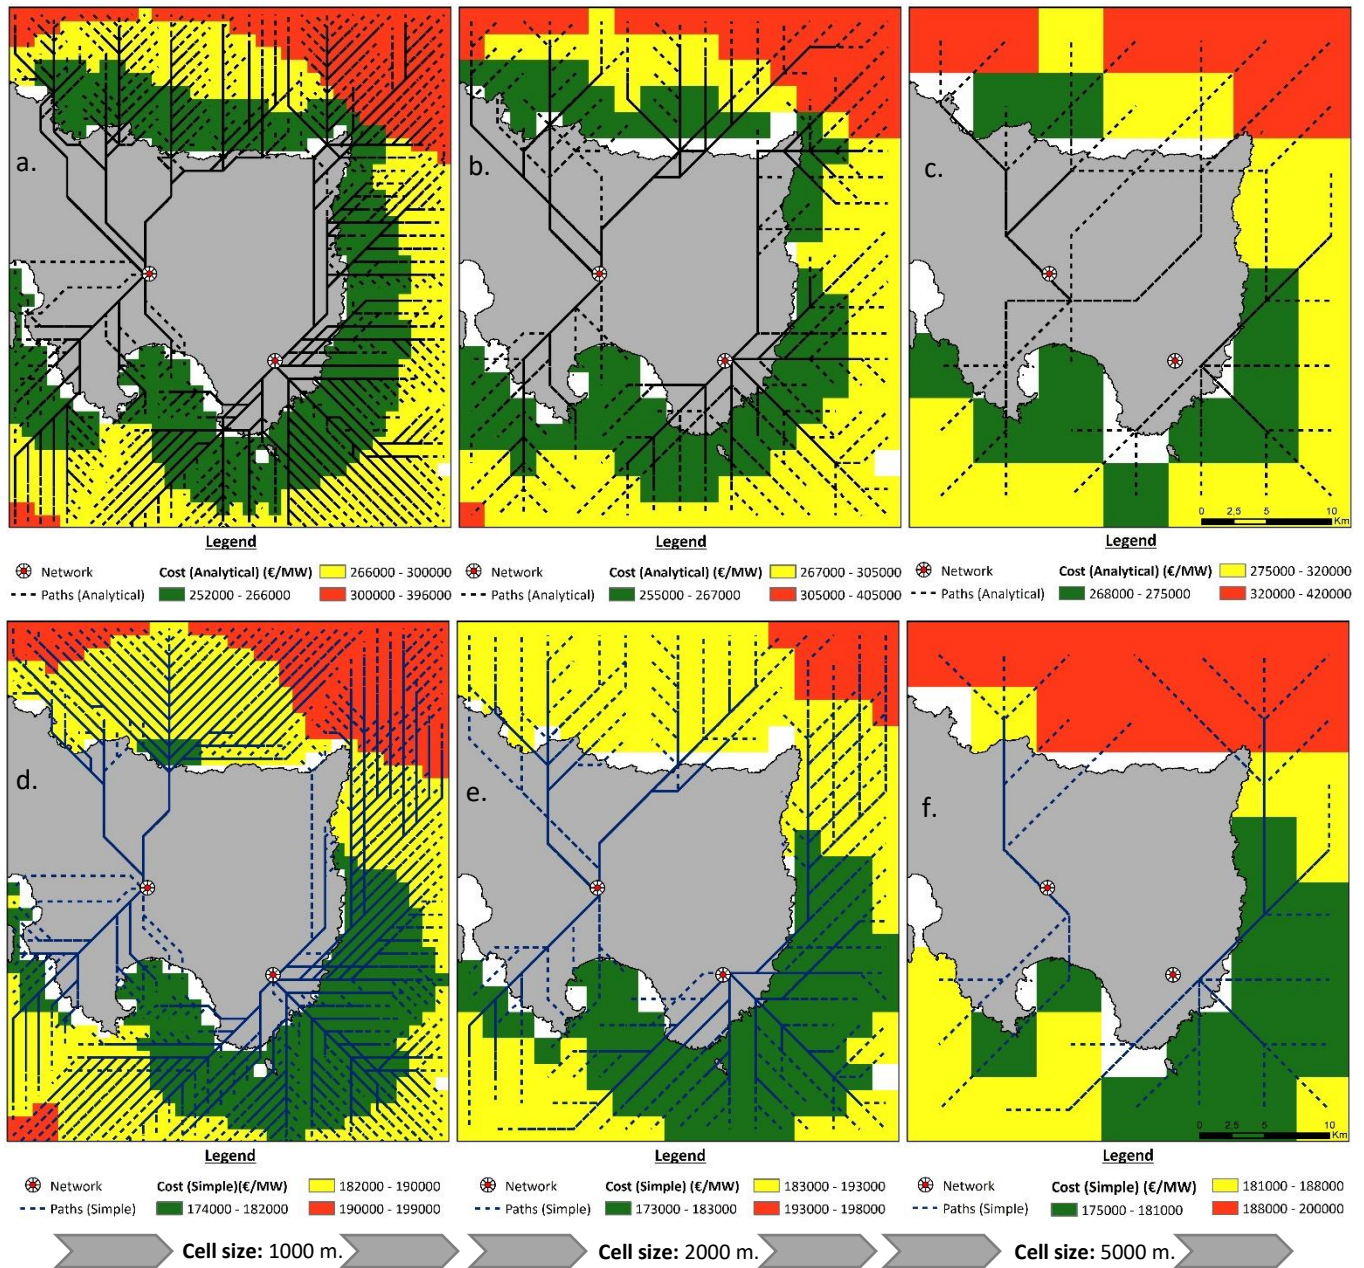 a.
b.
c.
0 2,5 5 10
Km
Legend
Network
Paths (Analytical)
Cost (Analytical) (€/MW)
252000 - 266000
266000 - 300000
300000 - 396000
Legend
Network
Paths (Analytical)
Cost (Analytical) (€/MW)
255000 - 267000
267000 - 305000
305000 - 405000
Legend
Network
Paths (Analytical)
Cost (Analytical) (€/MW)
268000 - 275000
275000 - 320000
320000 - 420000
d.
e.
f.
0 2,5 5 10
Km
Legend
Network
Paths (Simple)
Cost (Simple)(€/MW)
174000 - 182000
182000 - 190000
190000 - 199000
Legend
Network
Paths (Simple)
Cost (Simple) (€/MW)
173000 - 183000
183000 - 193000
193000 - 198000
Legend
Network
Paths (Simple)
Cost (Simple) (€/MW)
175000 - 181000
181000 - 188000
188000 - 200000
Cell size: 1000 m.
Cell size: 2000 m.
Cell size: 5000 m.